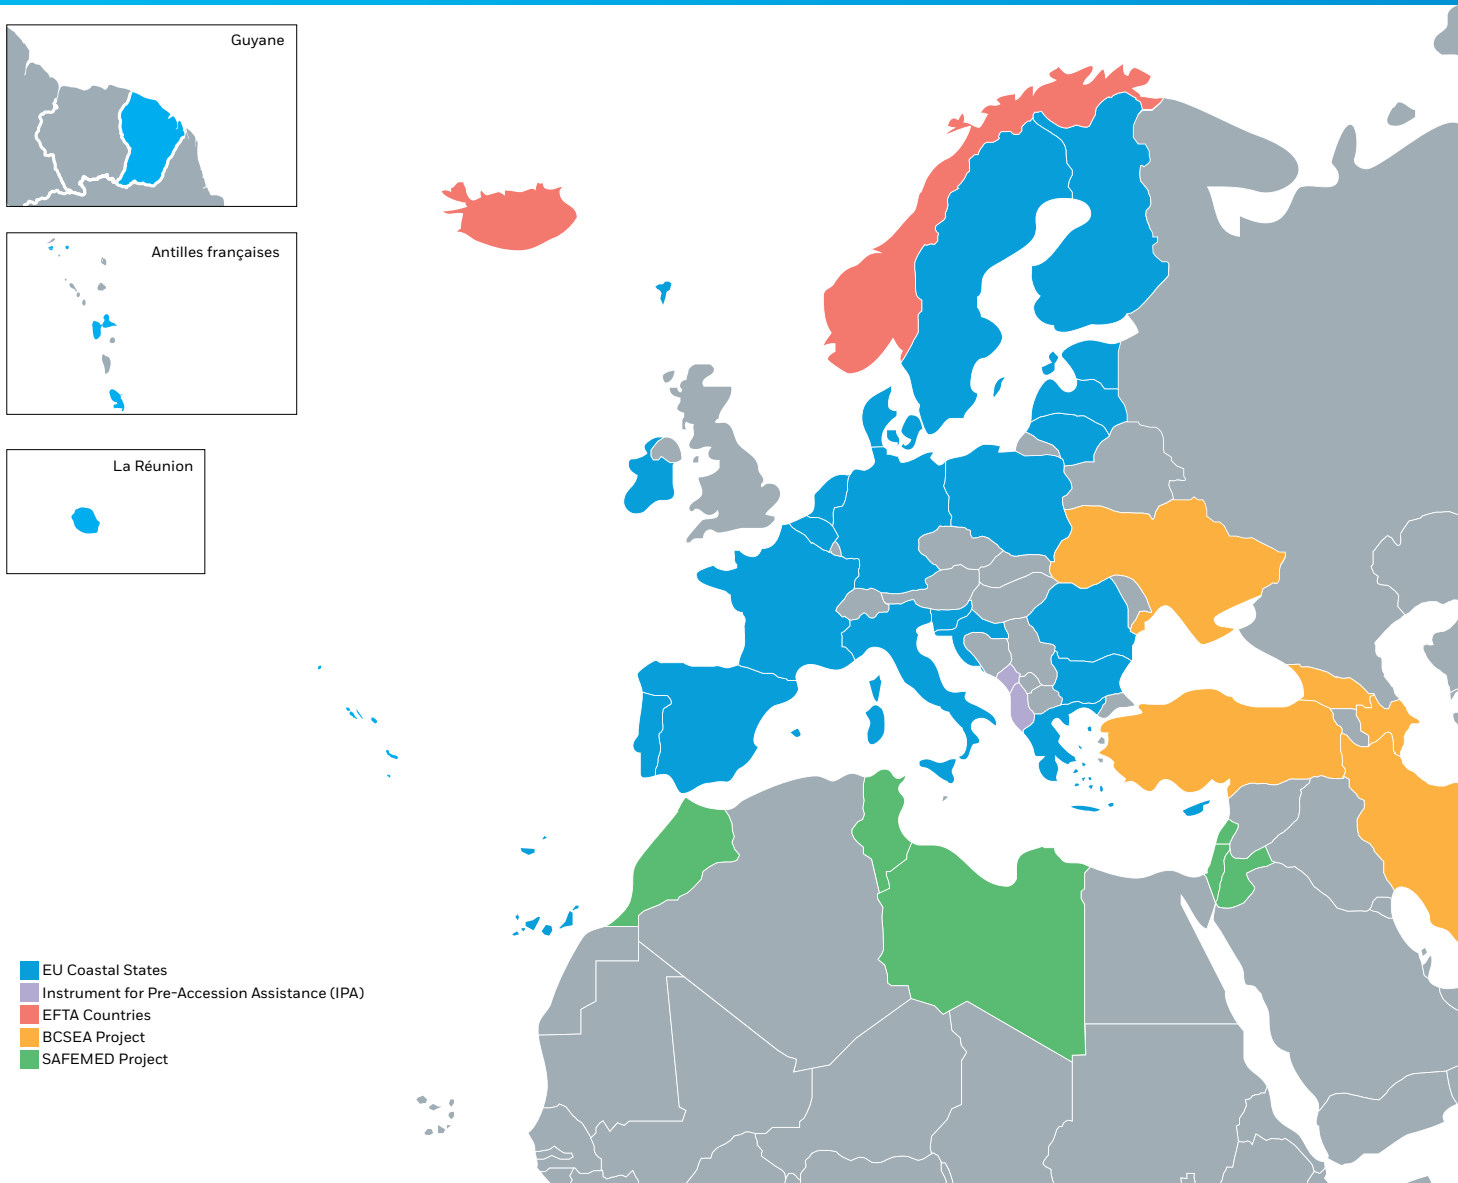 Guyane
Antilles françaises
La Réunion
EU Coastal States
Instrument for Pre-Accession Assistance (IPA)
EFTA Countries
BCSEA Project
SAFEMED Project